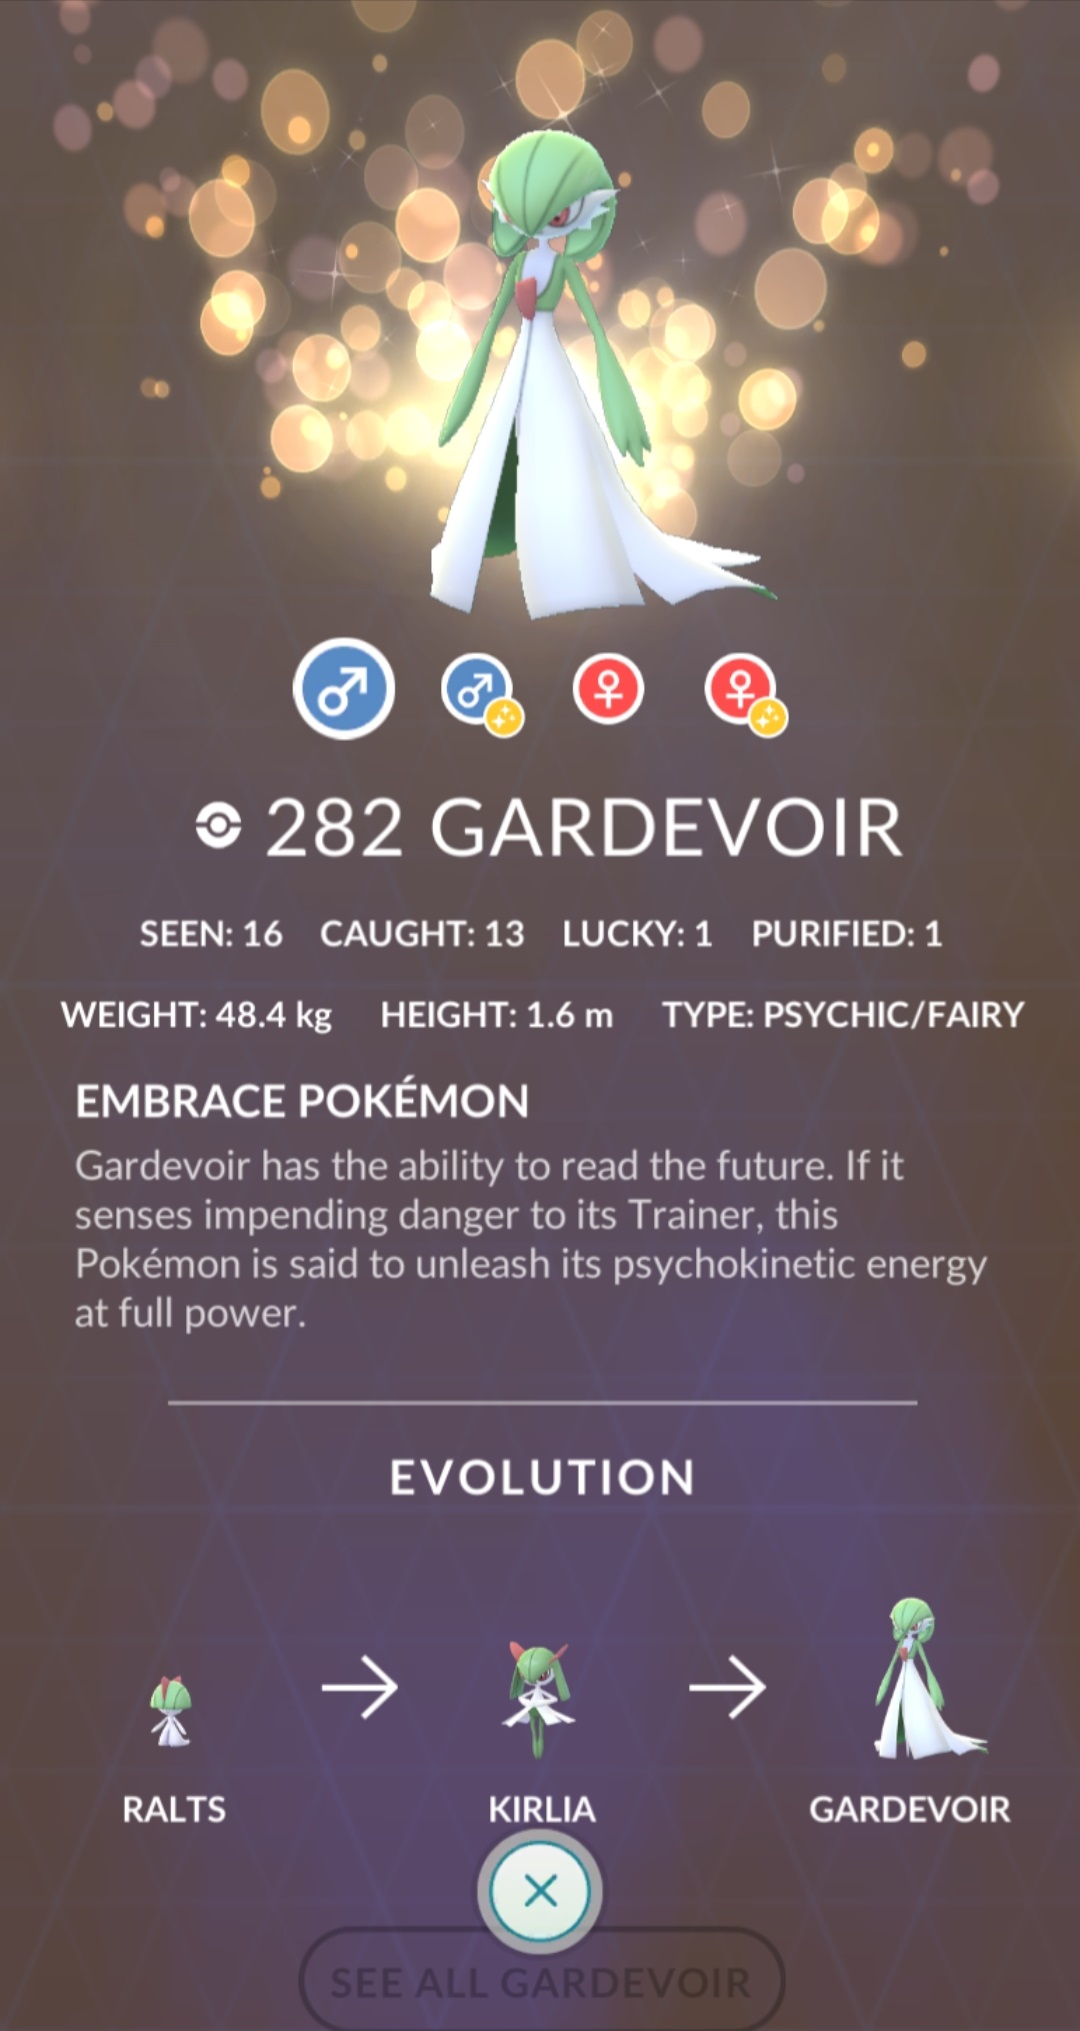 282 GARDEVOIR
SEEN: 16 CAUGHT: 13 LUCKY: 1 PURIFIED: 1
WEIGHT: 48.4 kg HEIGHT: 1.6 m TYPE: PSYCHIC/FAIRY
EMBRACE POKÉMON
Gardevoir has the ability to read the future. If it
senses impending danger to its Trainer, this
Pokémon is said to unleash its psychokinetic energy
at full power.
EVOLUTION
RALTS KIRLIA GARDEVOIR
SEE ALL GARDEVOIR